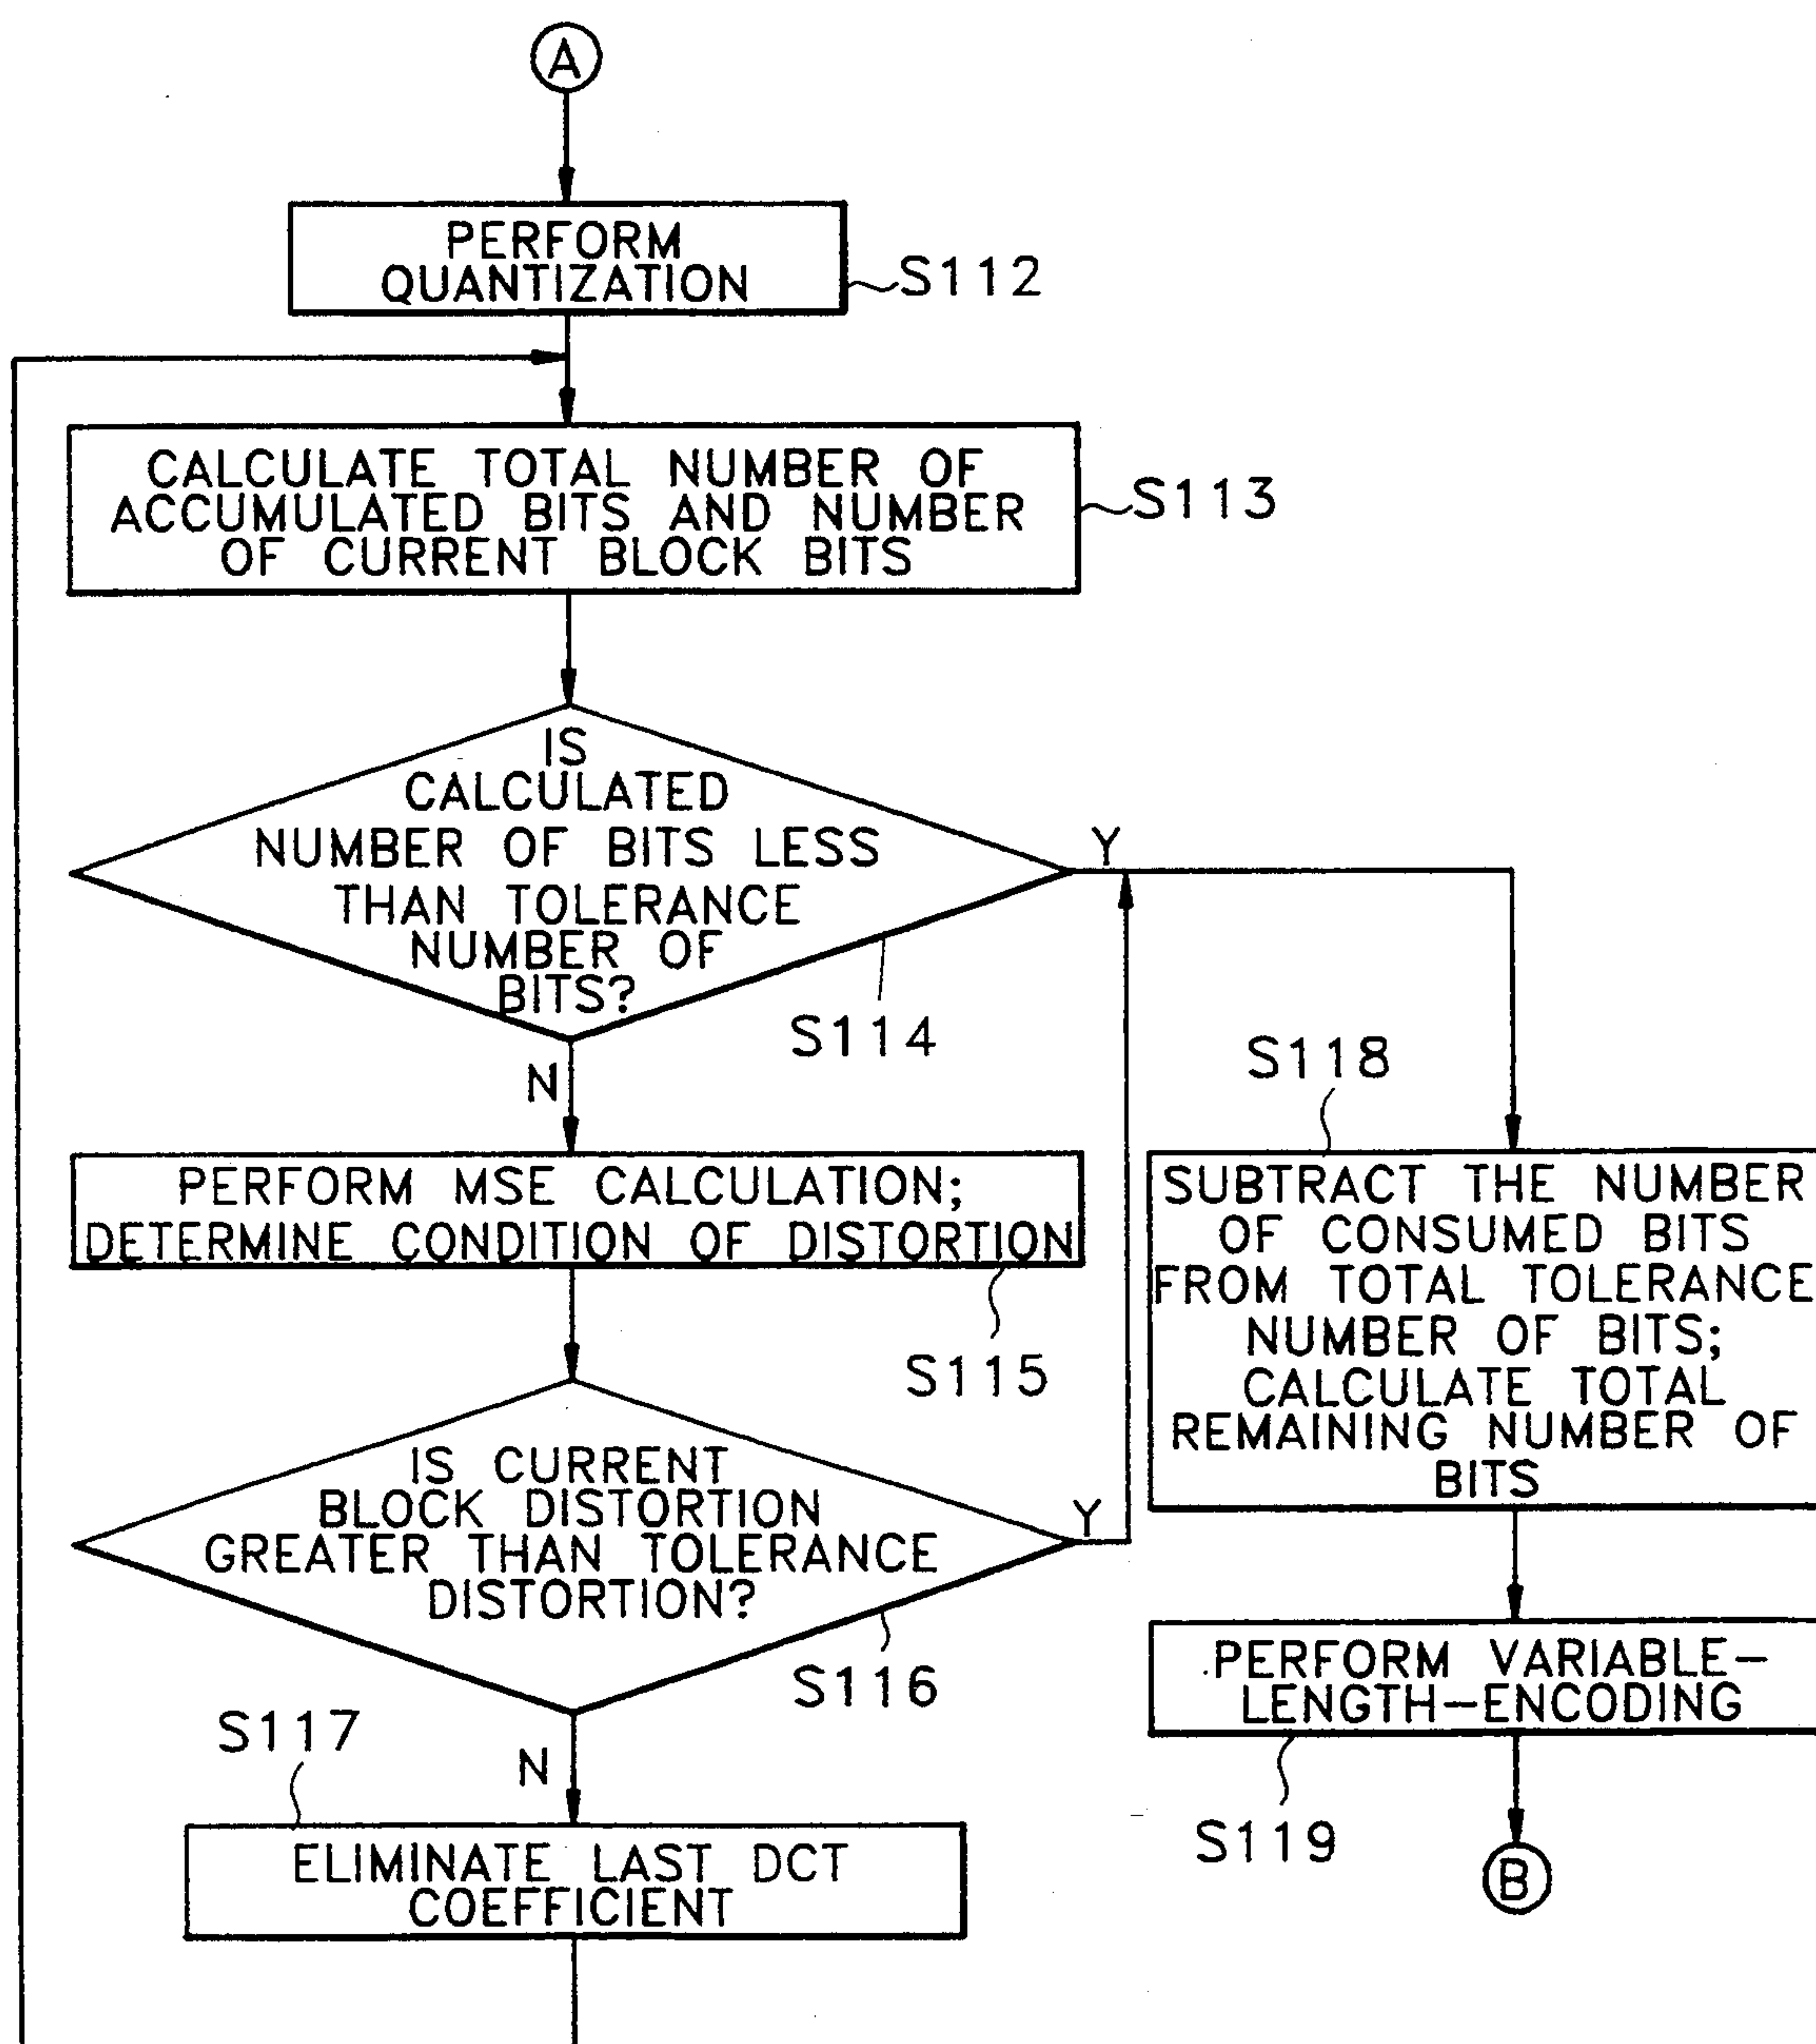 A
PERFORM
QUANTIZATION
S112
CALCULATE TOTAL NUMBER OF
ACCUMULATED BITS AND NUMBER
OF CURRENT BLOCK BITS
S113
IS
CALCULATED
NUMBER OF BITS LESS
THAN TOLERANCE
NUMBER OF
BITS?
Y
S114
N
PERFORM MSE CALCULATION;
DETERMINE CONDITION OF DISTORTION
S115
IS CURRENT
BLOCK DISTORTION
GREATER THAN TOLERANCE
DISTORTION?
Y
S116
N
S117
ELIMINATE LAST DCT
COEFFICIENT
S118
SUBTRACT THE NUMBER
OF CONSUMED BITS
FROM TOTAL TOLERANCE
NUMBER OF BITS;
CALCULATE TOTAL
REMAINING NUMBER OF
BITS
PERFORM VARIABLE-
LENGTH-ENCODING
S119
B